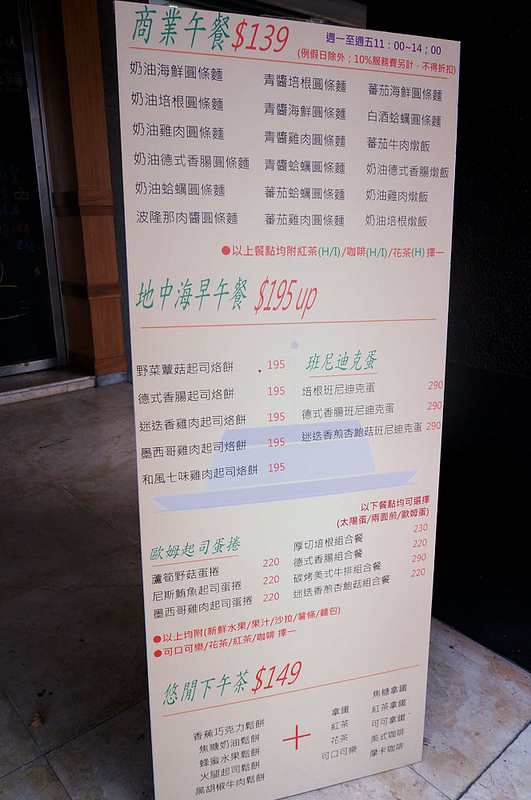 商業午餐$139
週一至週五11：00~14；00
(例假日除外；10%服務費另計，不得折扣)
奶油海鮮圓條麵 青醬培根圓條麵 蕃茄海鮮圓條麵
奶油培根圓條麵 青醬海鮮圓條麵 白酒蛤蠣圓條麵
奶油雞肉圓條麵 青醬雞肉圓條麵 蕃茄牛肉燉飯
奶油德式香腸圓條麵 青醬蛤蠣圓條麵 奶油德式香腸燉飯
奶油蛤蠣圓條麵 蕃茄蛤蠣圓條麵 奶油雞肉燉飯
波隆那肉醬圓條麵 蕃茄雞肉圓條麵 奶油培根燉飯
●以上餐點均附紅茶(H/I)/咖啡(H/I)/花茶(H) 擇一
地中海早午餐 $195up
野菜蕈菇起司烙餅 195
德式香腸起司烙餅 195
迷迭香雞肉起司烙餅 195
墨西哥雞肉起司烙餅 195
和風七味雞肉起司烙餅 195
班尼迪克蛋
培根班尼迪克蛋 290
德式香腸班尼迪克蛋 290
迷迭香煎杏鮑菇班尼迪克蛋 290
歐姆起司蛋捲
蘆筍野菇蛋捲 220
尼斯鮪魚起司蛋捲 220
墨西哥雞肉起司蛋捲 220
以下餐點均可選擇
(太陽蛋/兩面煎/歐姆蛋)
厚切培根組合餐 230
德式香腸組合餐 220
碳烤美式牛排組合餐 290
迷迭香煎杏鮑菇組合餐 220
●以上均附(新鮮水果/果汁/沙拉/薯條/麵包)
●可口可樂/花茶/紅茶/咖啡 擇一
悠閒下午茶$149
香蕉巧克力鬆餅
焦糖奶油鬆餅
蜂蜜水果鬆餅
火腿起司鬆餅
黑胡椒牛肉鬆餅
+
拿鐵
紅茶
花茶
可口可樂
焦糖拿鐵
紅茶拿鐵
可可拿鐵
美式咖啡
摩卡咖啡